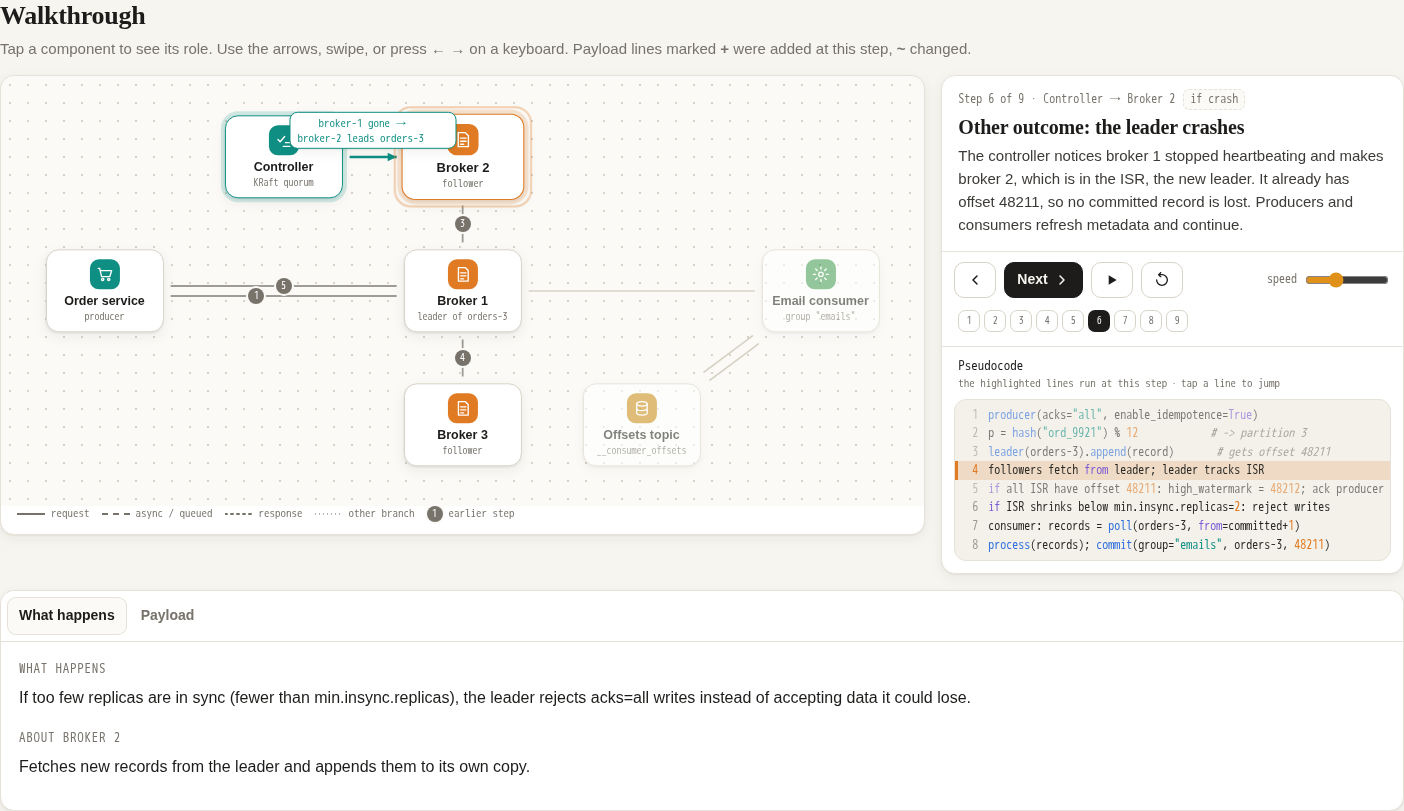 Walkthrough
Tap a component to see its role. Use the arrows, swipe, or press ← → on a keyboard. Payload lines marked + were added at this step, ~ changed.
broker-1 gone →
broker-2 leads orders-3
Controller
KRaft quorum
Broker 2
follower
3
Order service
producer
5
1
Broker 1
leader of orders-3
Email consumer
group "emails"
4
Broker 3
follower
Offsets topic
__consumer_offsets
request
async / queued
response
other branch
1 earlier step
Step 6 of 9 · Controller → Broker 2 if crash
Other outcome: the leader crashes
The controller notices broker 1 stopped heartbeating and makes
broker 2, which is in the ISR, the new leader. It already has
offset 48211, so no committed record is lost. Producers and
consumers refresh metadata and continue.
Next
speed
1 2 3 4 5 6 7 8 9
Pseudocode
the highlighted lines run at this step · tap a line to jump
1 producer(acks="all", enable_idempotence=True)
2 p = hash("ord_9921") % 12 # -> partition 3
3 leader(orders-3).append(record) # gets offset 48211
4 followers fetch from leader; leader tracks ISR
5 if all ISR have offset 48211: high_watermark = 48212; ack producer
6 if ISR shrinks below min.insync.replicas=2: reject writes
7 consumer: records = poll(orders-3, from=committed+1)
8 process(records); commit(group="emails", orders-3, 48211)
What happens
Payload
WHAT HAPPENS
If too few replicas are in sync (fewer than min.insync.replicas), the leader rejects acks=all writes instead of accepting data it could lose.
ABOUT BROKER 2
Fetches new records from the leader and appends them to its own copy.